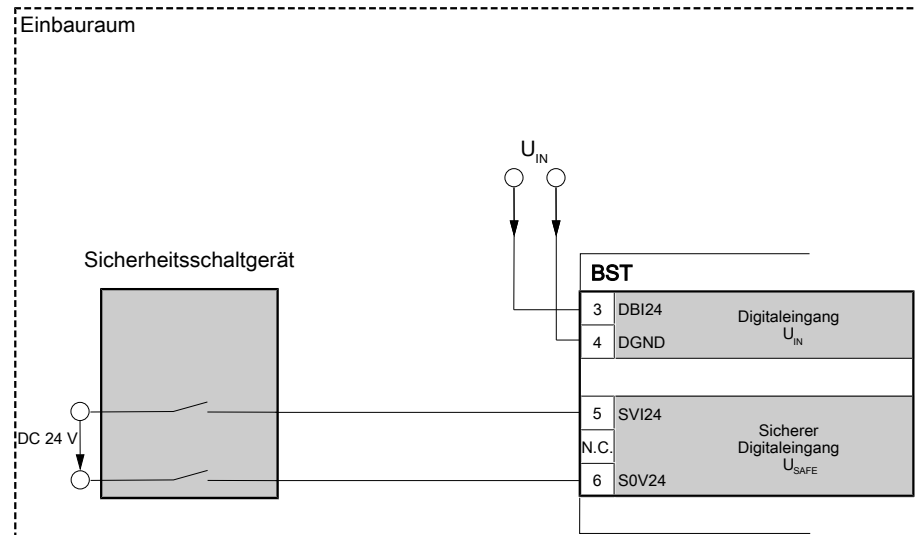 Einbauraum
U_IN
Sicherheitsschaltgerät
BST
3 DBI24
4 DGND
Digitaleingang
U_IN
DC 24 V
5 SVI24
N.C.
6 S0V24
Sicherer
Digitaleingang
U_SAFE